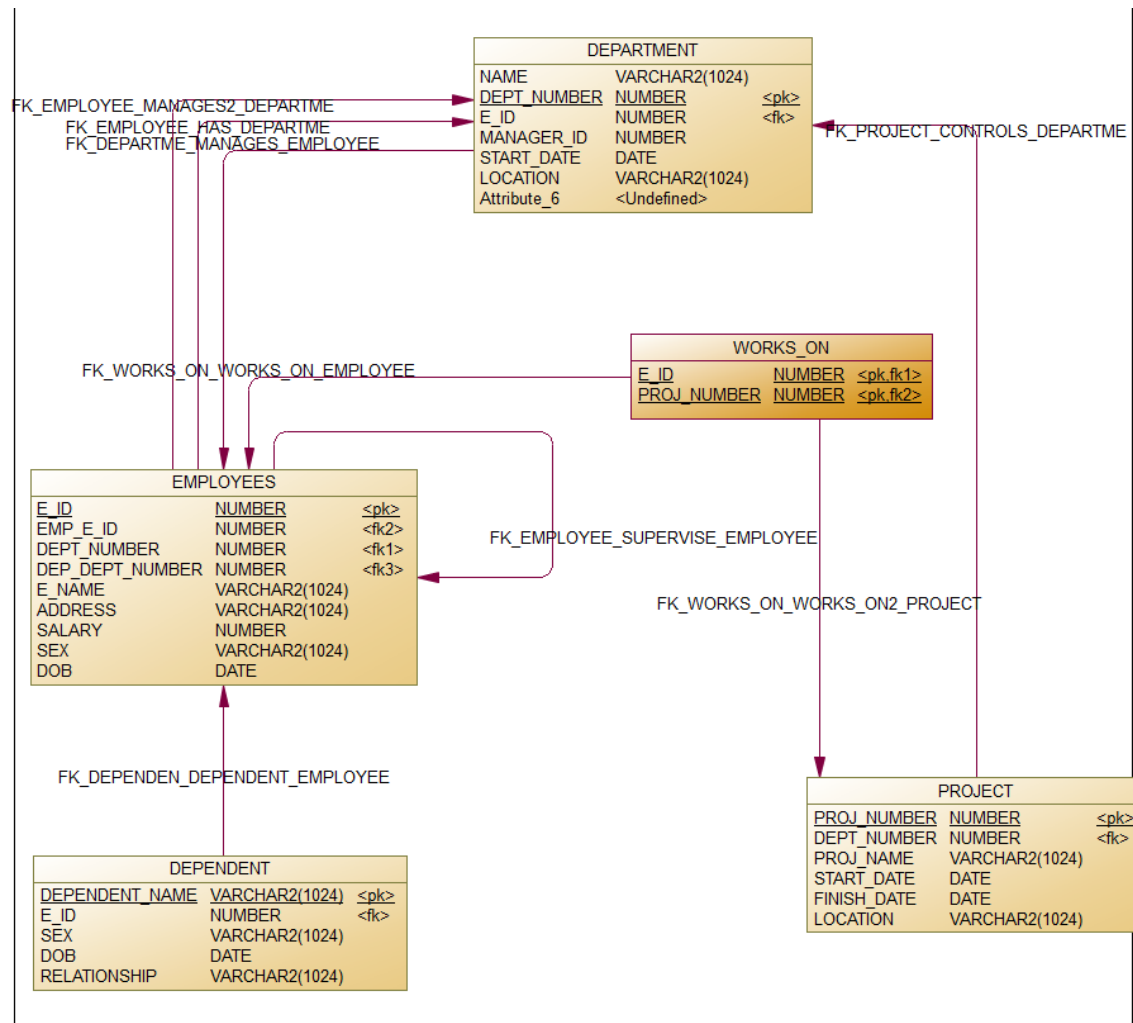 DEPARTMENT
NAME VARCHAR2(1024)
DEPT_NUMBER NUMBER <pk>
E_ID NUMBER <fk>
MANAGER_ID NUMBER
START_DATE DATE
LOCATION VARCHAR2(1024)
Attribute_6 <Undefined>
FK_EMPLOYEE_MANAGES2_DEPARTME
FK_EMPLOYEE_HAS_DEPARTME
FK_DEPARTME_MANAGES_EMPLOYEE
FK_PROJECT_CONTROLS_DEPARTME
WORKS_ON
E_ID NUMBER <pk,fk1>
PROJ_NUMBER NUMBER <pk,fk2>
FK_WORKS_ON_WORKS_ON_EMPLOYEE
EMPLOYEES
E_ID NUMBER <pk>
EMP_E_ID NUMBER <fk2>
DEPT_NUMBER NUMBER <fk1>
DEP_DEPT_NUMBER NUMBER <fk3>
E_NAME VARCHAR2(1024)
ADDRESS VARCHAR2(1024)
SALARY NUMBER
SEX VARCHAR2(1024)
DOB DATE
FK_EMPLOYEE_SUPERVISE_EMPLOYEE
FK_WORKS_ON_WORKS_ON2_PROJECT
FK_DEPENDEN_DEPENDENT_EMPLOYEE
PROJECT
PROJ_NUMBER NUMBER <pk>
DEPT_NUMBER NUMBER <fk>
PROJ_NAME VARCHAR2(1024)
START_DATE DATE
FINISH_DATE DATE
LOCATION VARCHAR2(1024)
DEPENDENT
DEPENDENT_NAME VARCHAR2(1024) <pk>
E_ID NUMBER <fk>
SEX VARCHAR2(1024)
DOB DATE
RELATIONSHIP VARCHAR2(1024)